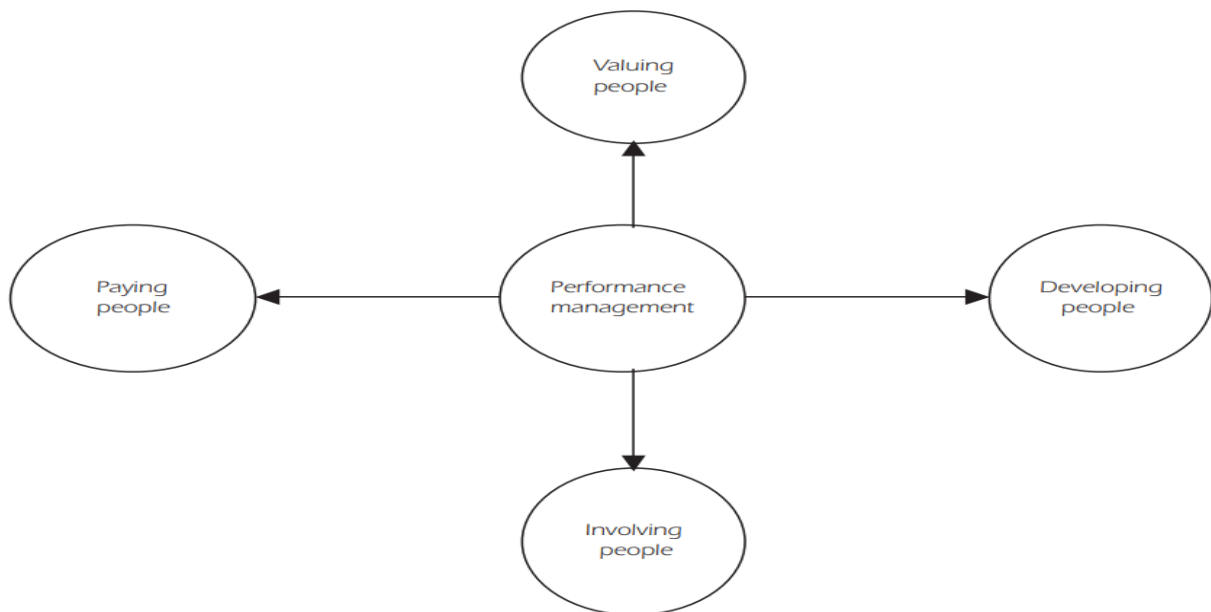 Valuing
people
Paying
people
Performance
management
Developing
people
Involving
people